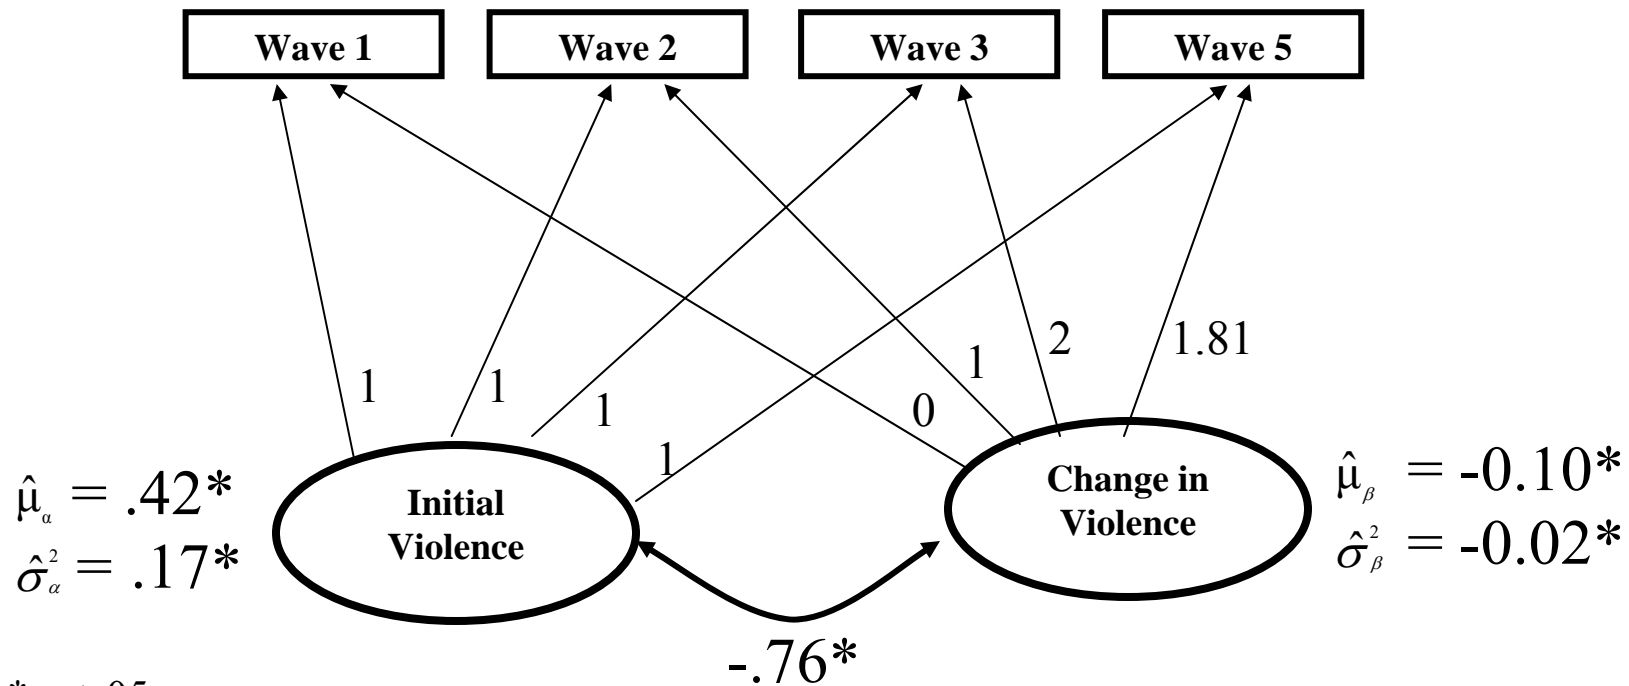 Wave 1 Wave 2 Wave 3 Wave 5
2 1.81
1 1 1 1 0
1
μ̂α = .42*
σ̂²α = .17*
Initial
Violence
Change in
Violence
μ̂β = -0.10*
σ̂²β = -0.02*
-.76*